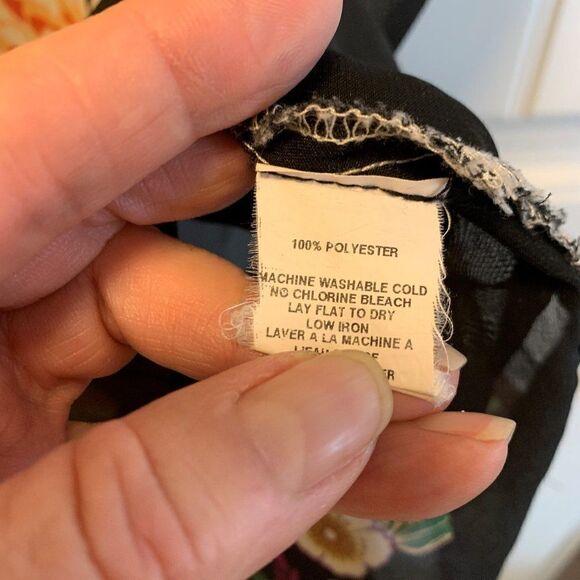 100% POLYESTER
MACHINE WASHABLE COLD
NO CHLORINE BLEACH
LAY FLAT TO DRY
LOW IRON
LAVER A LA MACHINE A